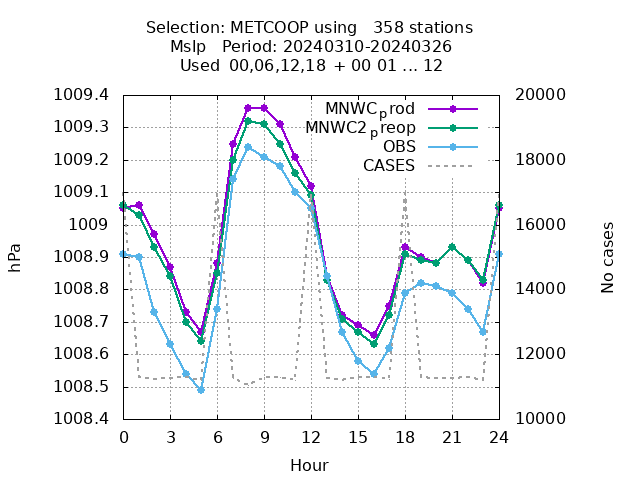 Selection: METCOOP using   358 stations
Mslp   Period: 20240310-20240326
Used  00,06,12,18 + 00 01 ... 12
1009.4
1009.3
1009.2
1009.1
1009
1008.9
1008.8
1008.7
1008.6
1008.5
1008.4
hPa
MNWCprod
MNWC2preop
OBS
CASES
20000
18000
16000
14000
12000
10000
No cases
0 3 6 9 12 15 18 21 24
Hour